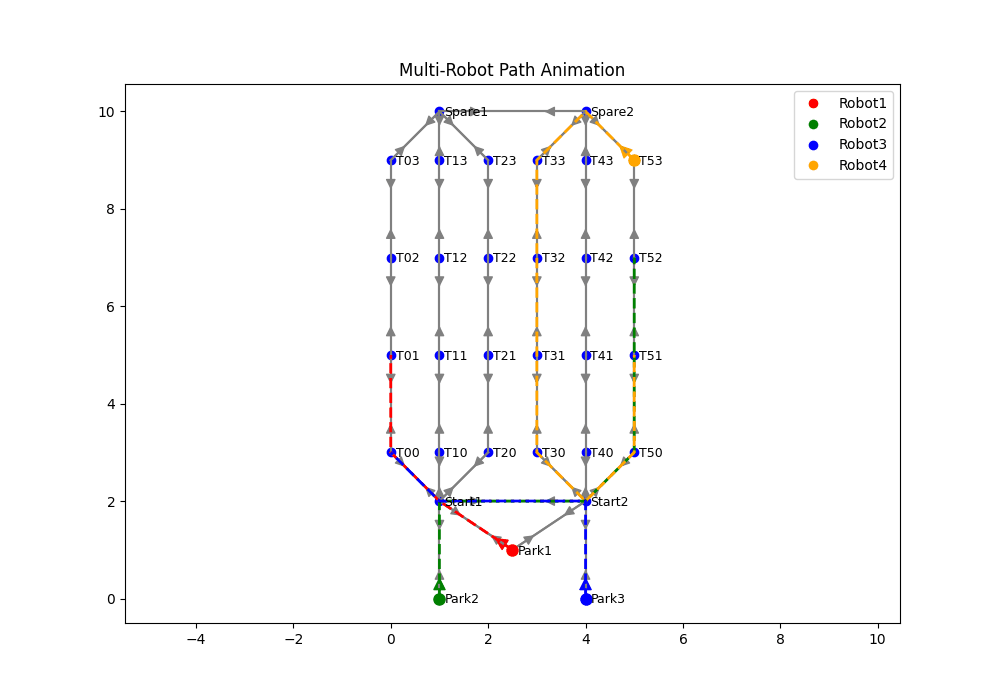 Multi-Robot Path Animation
Robot1
Robot2
Robot3
Robot4
10
8
6
4
2
0
Spare1 Spare2
T03 T13 T23 T33 T43 T53
T02 T12 T22 T32 T42 T52
T01 T11 T21 T31 T41 T51
T00 T10 T20 T30 T40 T50
Start1 Start2
Park1
Park2 Park3
−4 −2 0 2 4 6 8 10